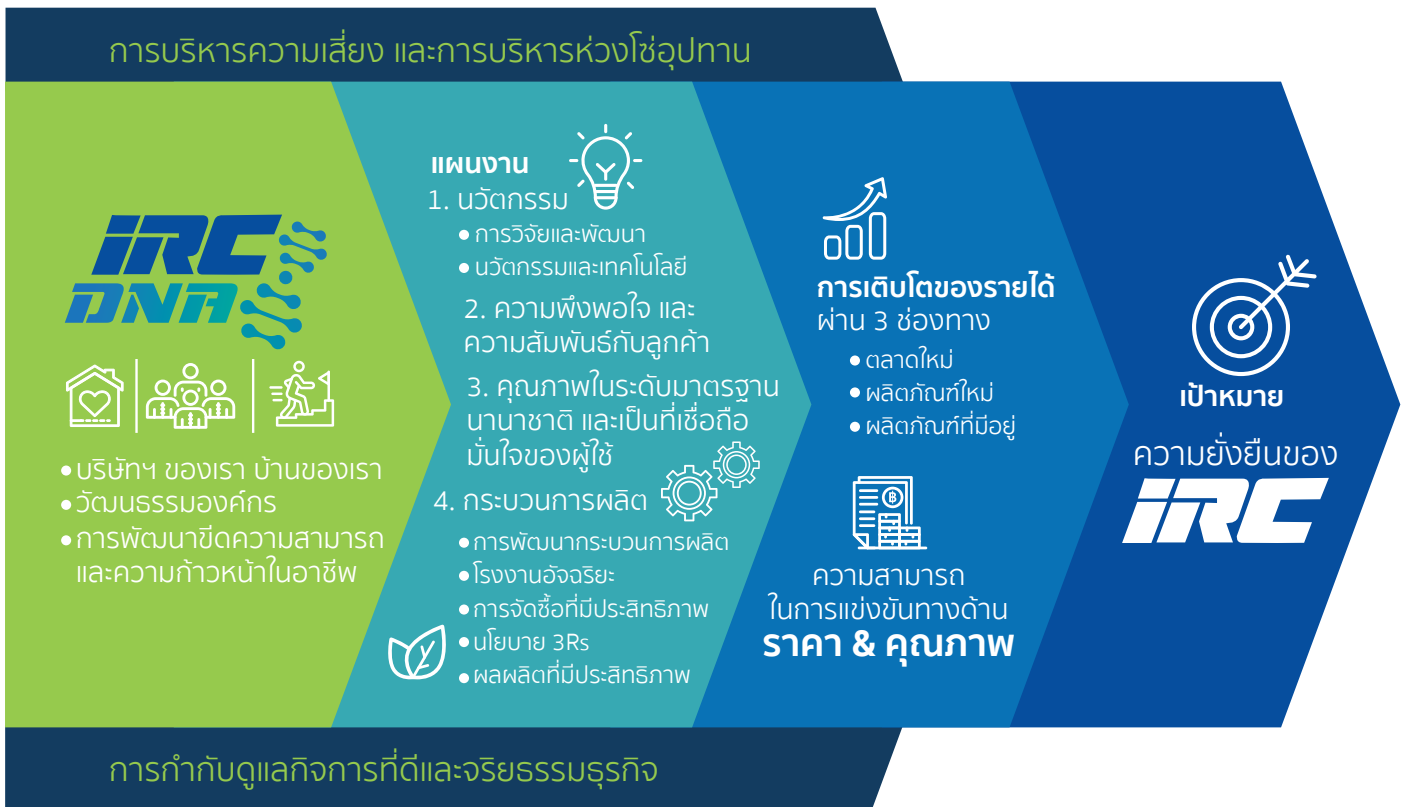 การบริหารความเสี่ยง และการบริหารห่วงโซ่อุปทาน
IRC
DNA
• บริษัทฯ ของเรา บ้านของเรา
• วัฒนธรรมองค์กร
• การพัฒนาขีดความสามารถ
และความก้าวหน้าในอาชีพ
แผนงาน
1. นวัตกรรม
• การวิจัยและพัฒนา
• นวัตกรรมและเทคโนโลยี
2. ความพึงพอใจ และ
ความสัมพันธ์กับลูกค้า
3. คุณภาพในระดับมาตรฐาน
นานาชาติ และเป็นที่เชื่อถือ
มั่นใจของผู้ใช้
4. กระบวนการผลิต
• การพัฒนากระบวนการผลิต
• โรงงานอัจฉริยะ
• การจัดซื้อที่มีประสิทธิภาพ
• นโยบาย 3Rs
• ผลผลิตที่มีประสิทธิภาพ
การเติบโตของรายได้
ผ่าน 3 ช่องทาง
• ตลาดใหม่
• ผลิตภัณฑ์ใหม่
• ผลิตภัณฑ์ที่มีอยู่
฿
ความสามารถ
ในการแข่งขันทางด้าน
ราคา & คุณภาพ
เป้าหมาย
ความยั่งยืนของ
IRC
การกำกับดูแลกิจการที่ดีและจริยธรรมธุรกิจ